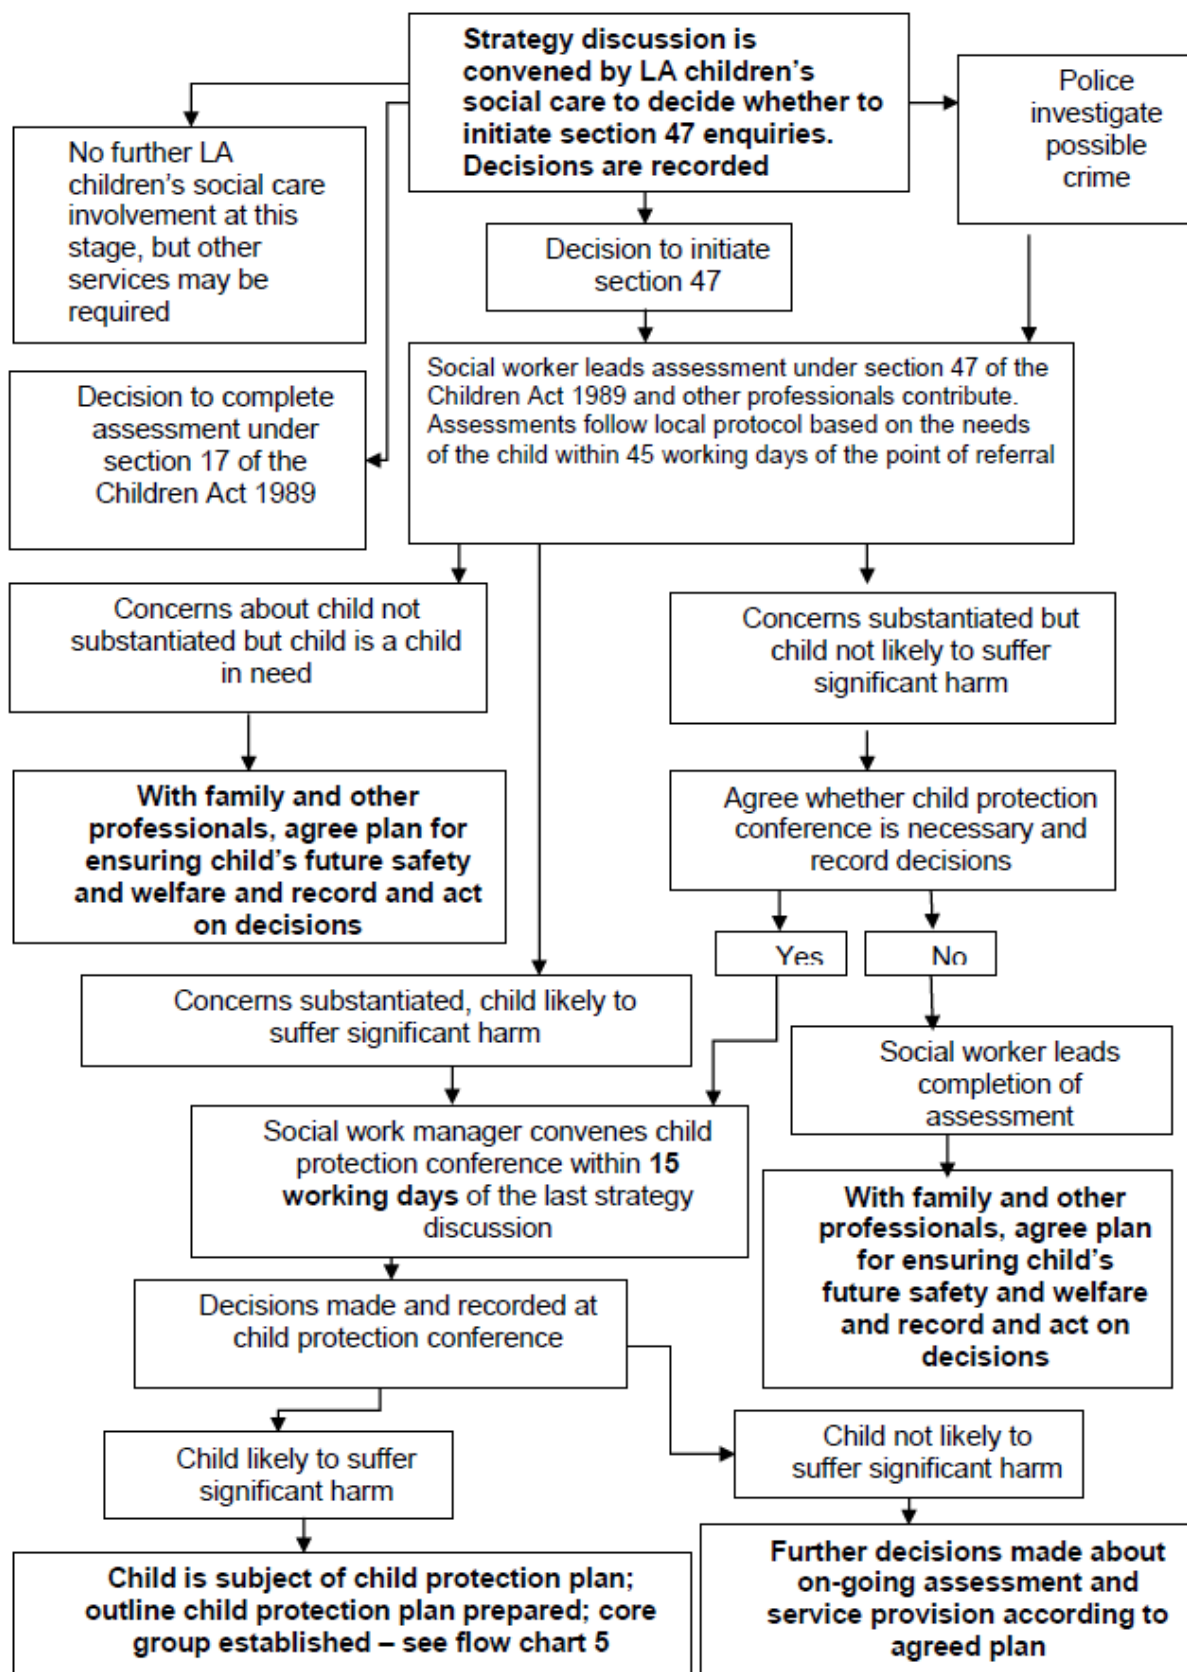 Strategy discussion is
convened by LA children's
social care to decide whether to
initiate section 47 enquiries.
Decisions are recorded
Police
investigate
possible
crime
No further LA
children's social care
involvement at this
stage, but other
services may be
required
Decision to initiate
section 47
Social worker leads assessment under section 47 of the
Children Act 1989 and other professionals contribute.
Assessments follow local protocol based on the needs
of the child within 45 working days of the point of referral
Decision to complete
assessment under
section 17 of the
Children Act 1989
Concerns about child not
substantiated but child is a child
in need
Concerns substantiated but
child not likely to suffer
significant harm
With family and other
professionals, agree plan for
ensuring child's future safety
and welfare and record and act
on decisions
Agree whether child protection
conference is necessary and
record decisions
Yes
No
Concerns substantiated, child likely to
suffer significant harm
Social worker leads
completion of
assessment
Social work manager convenes child
protection conference within 15
working days of the last strategy
discussion
With family and other
professionals, agree plan
for ensuring child's
future safety and welfare
and record and act on
decisions
Decisions made and recorded at
child protection conference
Child likely to suffer
significant harm
Child not likely to
suffer significant harm
Child is subject of child protection plan;
outline child protection plan prepared; core
group established – see flow chart 5
Further decisions made about
on-going assessment and
service provision according to
agreed plan